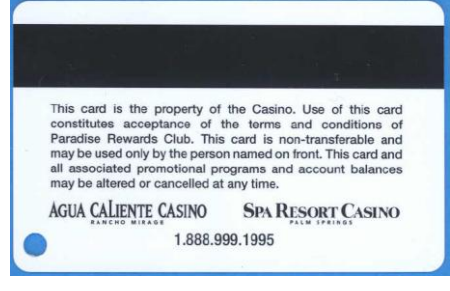 This card is the property of the Casino. Use of this card
constitutes acceptance of the terms and conditions of
Paradise Rewards Club. This card is non-transferable and
may be used only by the person named on front. This card and
all associated promotional programs and account balances
may be altered or cancelled at any time.
AGUA CALIENTE CASINO SPA RESORT CASINO
RANCHO MIRAGE PALM SPRINGS
1.888.999.1995